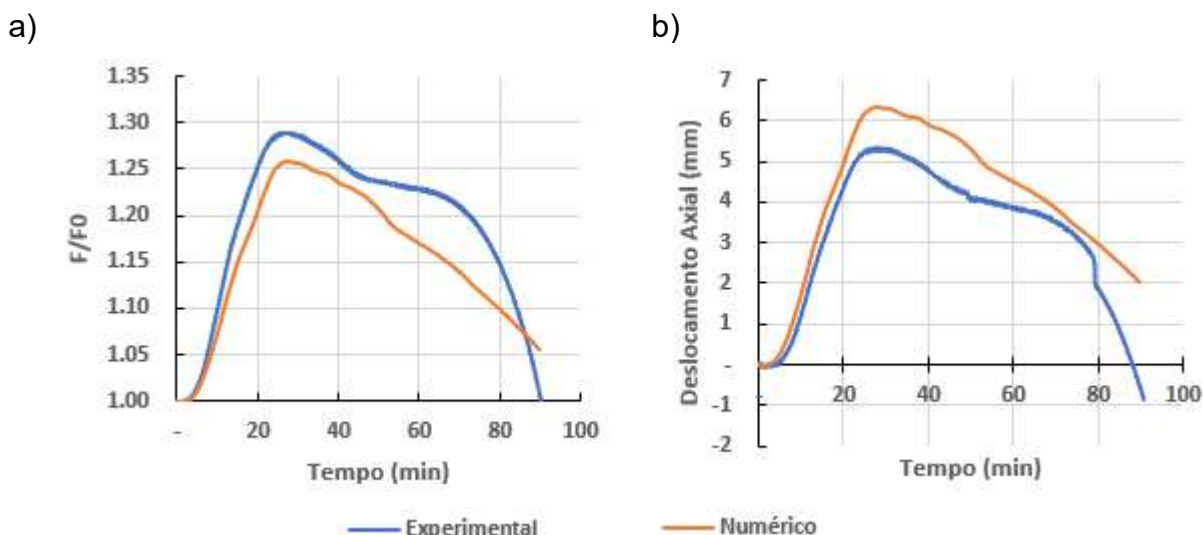 a)
b)
1.35
1.30
1.25
1.20
1.15
1.10
1.05
1.00
F/F0
- 20 40 60 80 100
Tempo (min)
7
6
5
4
3
2
1
-
-1
-2
Deslocamento Axial (mm)
- 20 40 60 80 100
Tempo (min)
Experimental
Numérico